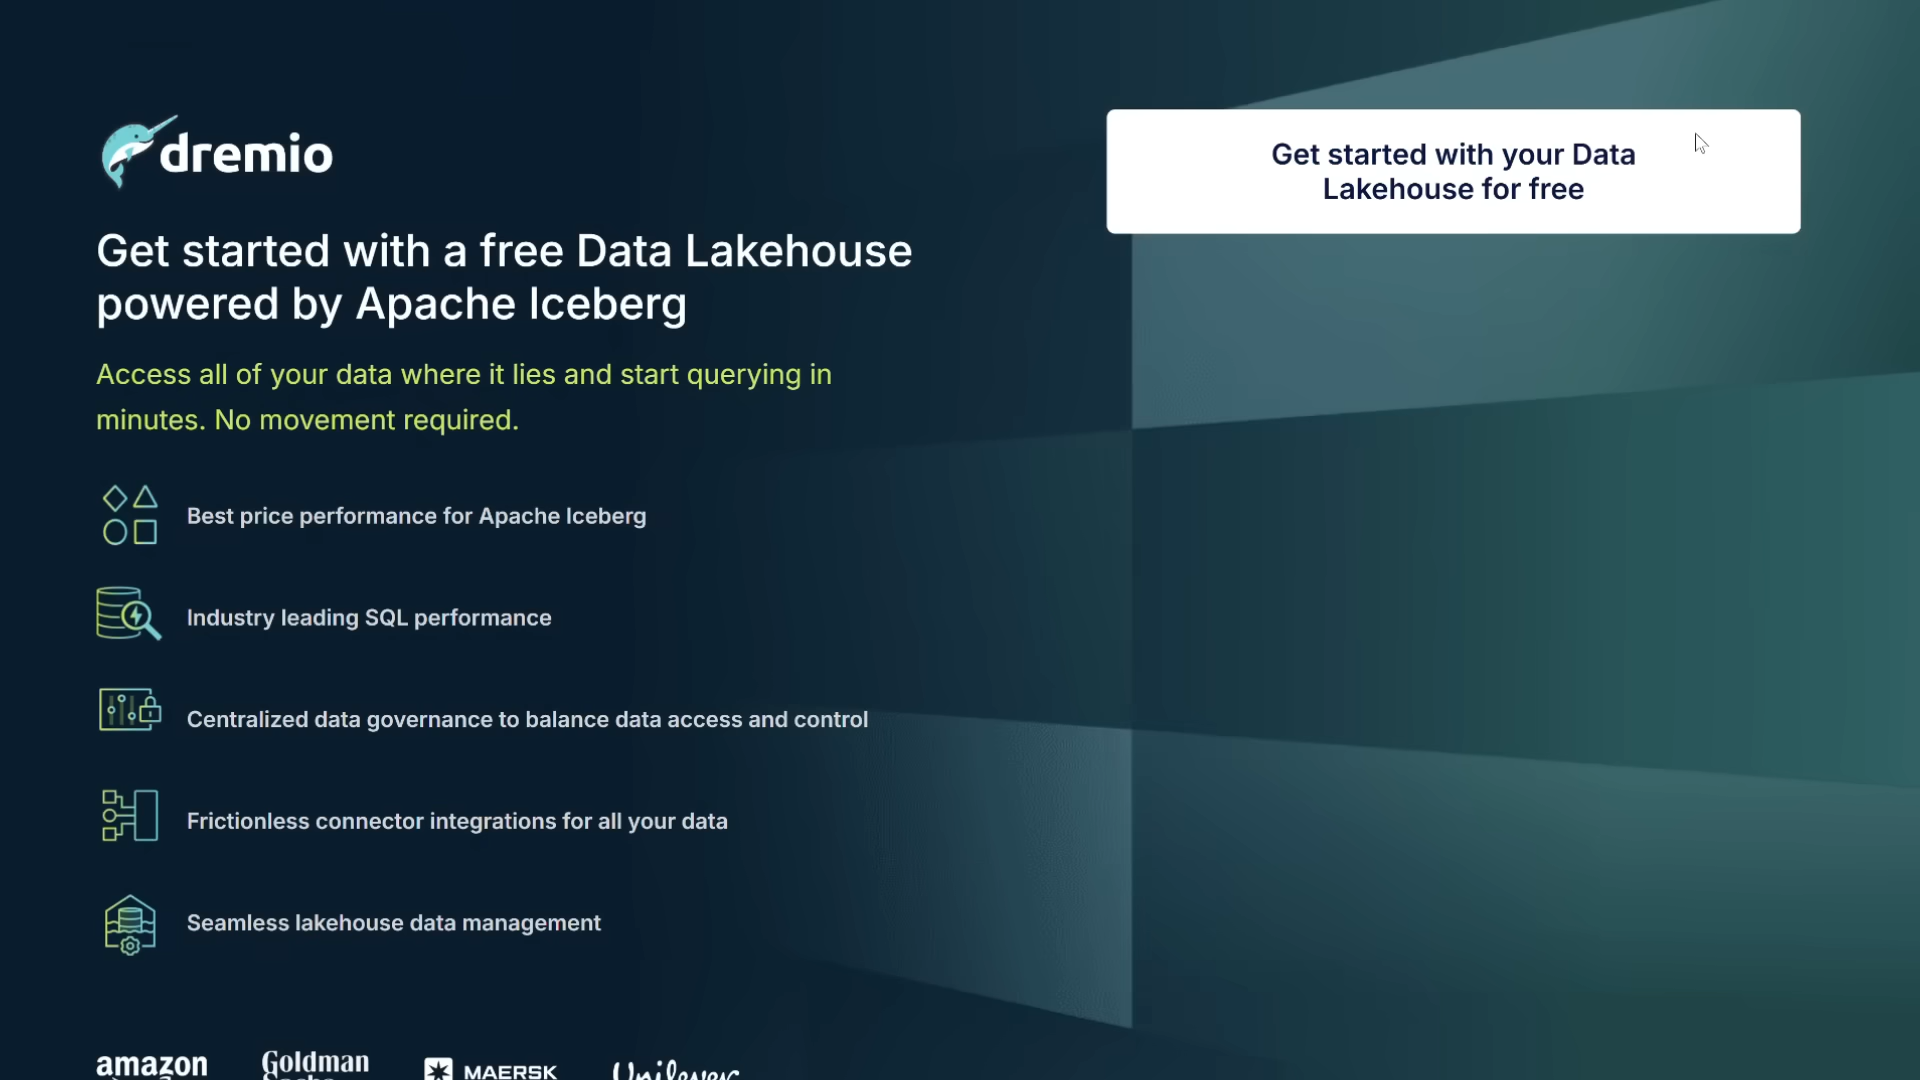 dremio
Get started with a free Data Lakehouse
powered by Apache Iceberg
Access all of your data where it lies and start querying in
minutes. No movement required.
Best price performance for Apache Iceberg
Industry leading SQL performance
Centralized data governance to balance data access and control
Frictionless connector integrations for all your data
Seamless lakehouse data management
amazon
Goldman
Sachs
MAERSK
Unilever
Get started with your Data
Lakehouse for free